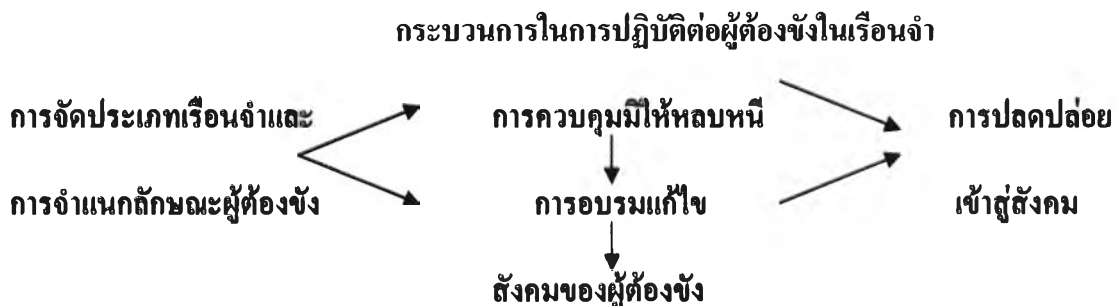 กระบวนการในการปฏิบัติต่อผู้ต้องขังในเรือนจำ
การจัดประเภทเรือนจำและ
การควบคุมมิให้หลบหนี
การปลดปล่อย
การจำแนกลักษณะผู้ต้องขัง
การอบรมแก้ไข
เข้าสู่สังคม
สังคมของผู้ต้องขัง